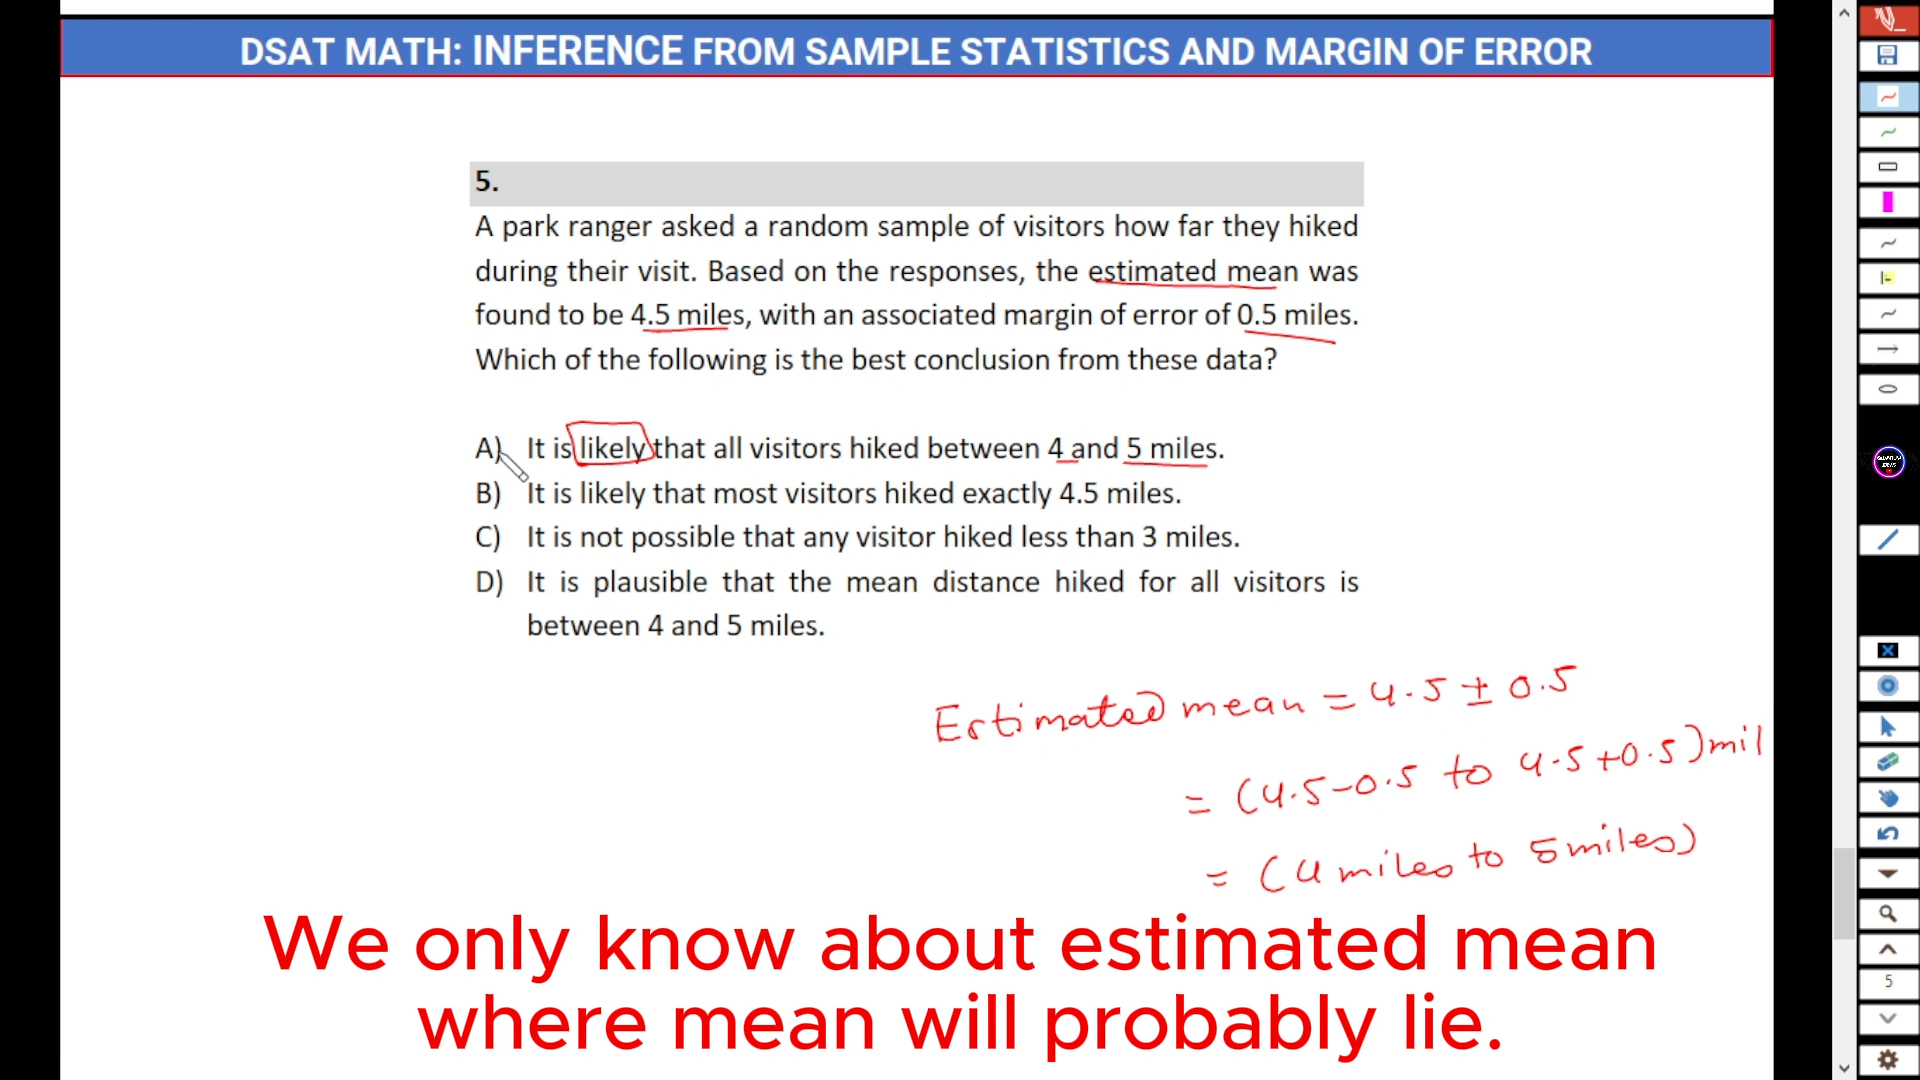 DSAT MATH: INFERENCE FROM SAMPLE STATISTICS AND MARGIN OF ERROR
5.
A park ranger asked a random sample of visitors how far they hiked
during their visit. Based on the responses, the estimated mean was
found to be 4.5 miles, with an associated margin of error of 0.5 miles.
Which of the following is the best conclusion from these data?
A) It is likely that all visitors hiked between 4 and 5 miles.
B) It is likely that most visitors hiked exactly 4.5 miles.
C) It is not possible that any visitor hiked less than 3 miles.
D) It is plausible that the mean distance hiked for all visitors is
between 4 and 5 miles.
Estimated mean = 4.5 ± 0.5
= (4.5-0.5 to 4.5+0.5) mil
= (4 miles to 5 miles)
We only know about estimated mean
where mean will probably lie.
5